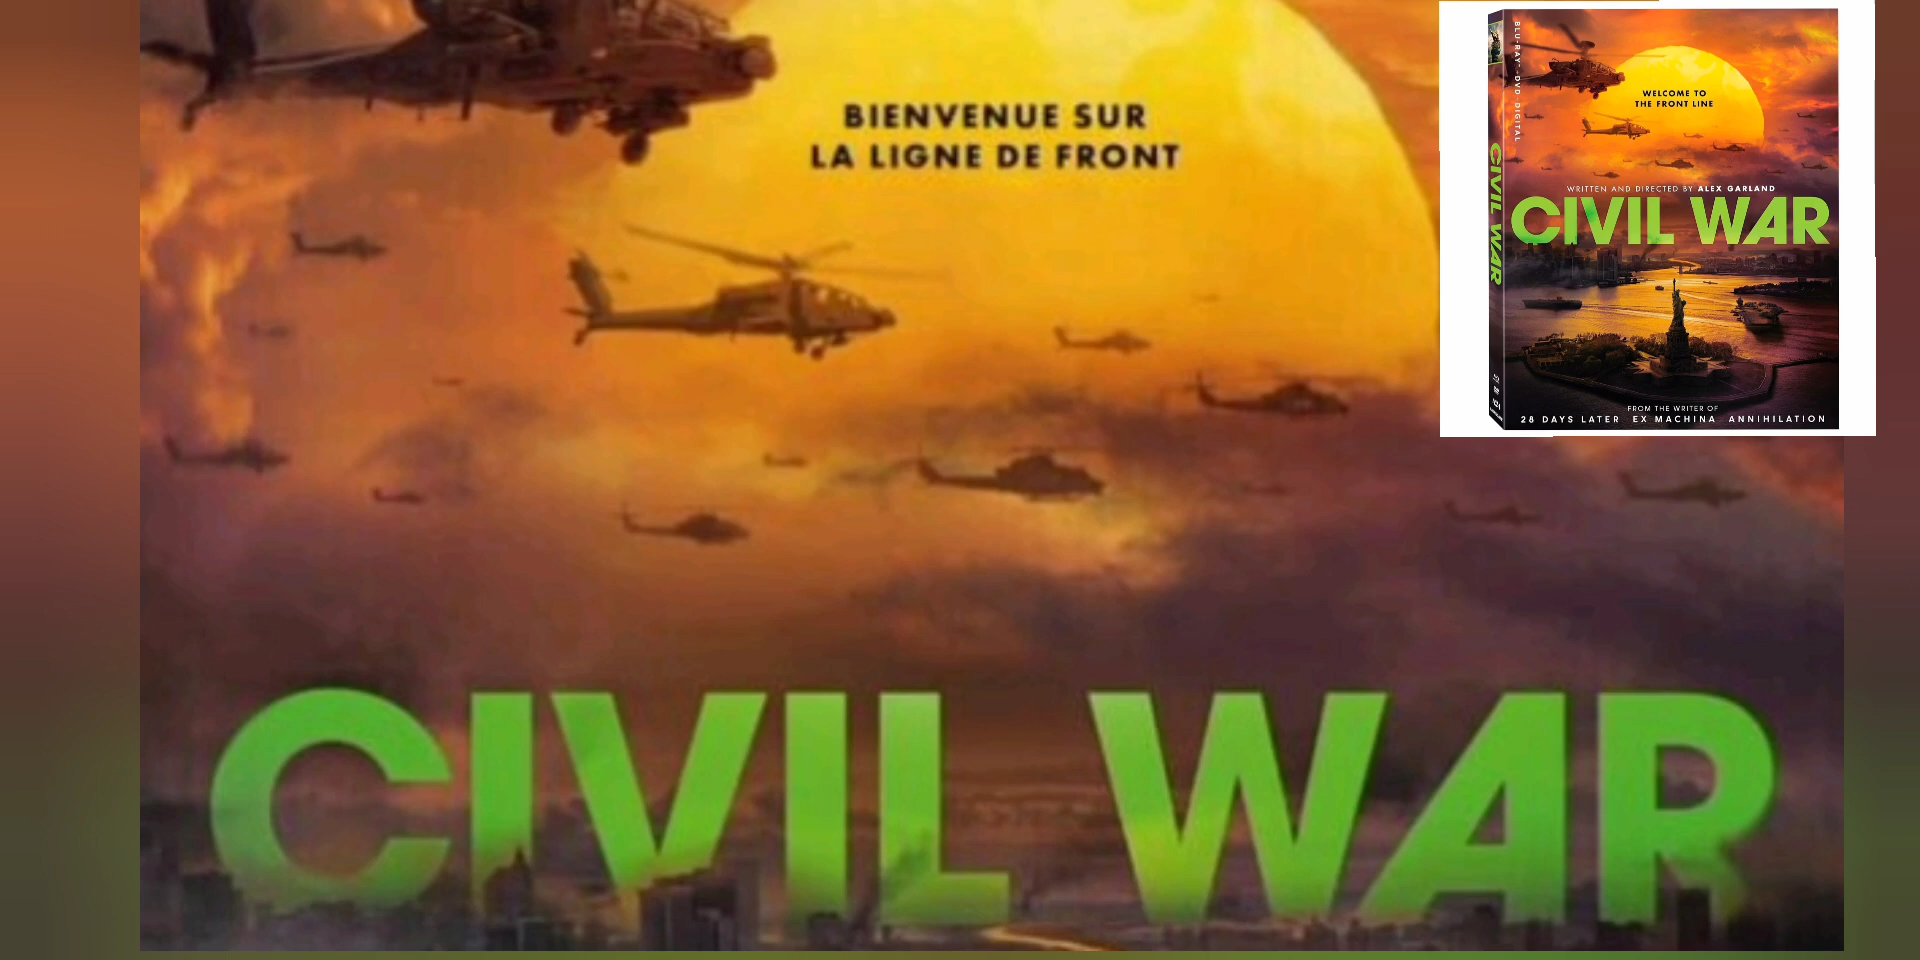 BIENVENUE SUR
LA LIGNE DE FRONT
CIVIL WAR
BLU-RAY + DVD + DIGITAL
CIVIL WAR
WELCOME TO
THE FRONT LINE
WRITTEN AND DIRECTED BY ALEX GARLAND
CIVIL WAR
FROM THE WRITER OF
28 DAYS LATER EX MACHINA ANNIHILATION